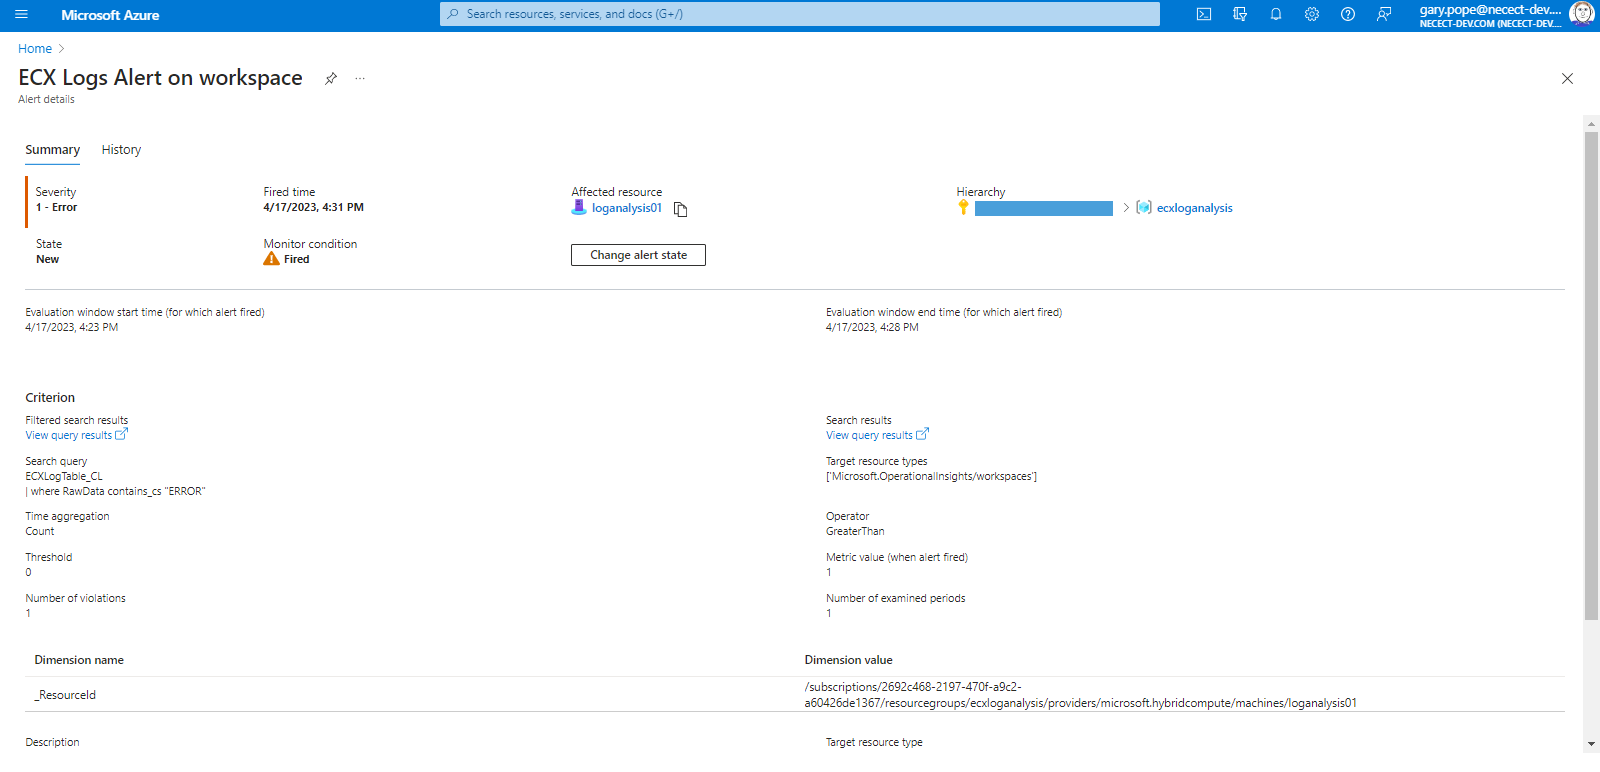 Microsoft Azure
Search resources, services, and docs (G+/)
gary.pope@necect-dev....
NECECT-DEV.COM (NECECT-DEV....
Home
ECX Logs Alert on workspace
Alert details
Summary
History
Severity
1 - Error
Fired time
4/17/2023, 4:31 PM
Affected resource
loganalysis01
Hierarchy
ecxloganalysis
State
New
Monitor condition
Fired
Change alert state
Evaluation window start time (for which alert fired)
4/17/2023, 4:23 PM
Evaluation window end time (for which alert fired)
4/17/2023, 4:28 PM
Criterion
Filtered search results
View query results
Search results
View query results
Search query
ECXLogTable_CL
| where RawData contains_cs "ERROR"
Target resource types
['Microsoft.OperationalInsights/workspaces']
Time aggregation
Count
Operator
GreaterThan
Threshold
0
Metric value (when alert fired)
1
Number of violations
1
Number of examined periods
1
Dimension name
Dimension value
_ResourceId
/subscriptions/2692c468-2197-470f-a9c2-
a60426de1367/resourcegroups/ecxloganalysis/providers/microsoft.hybridcompute/machines/loganalysis01
Description
Target resource type